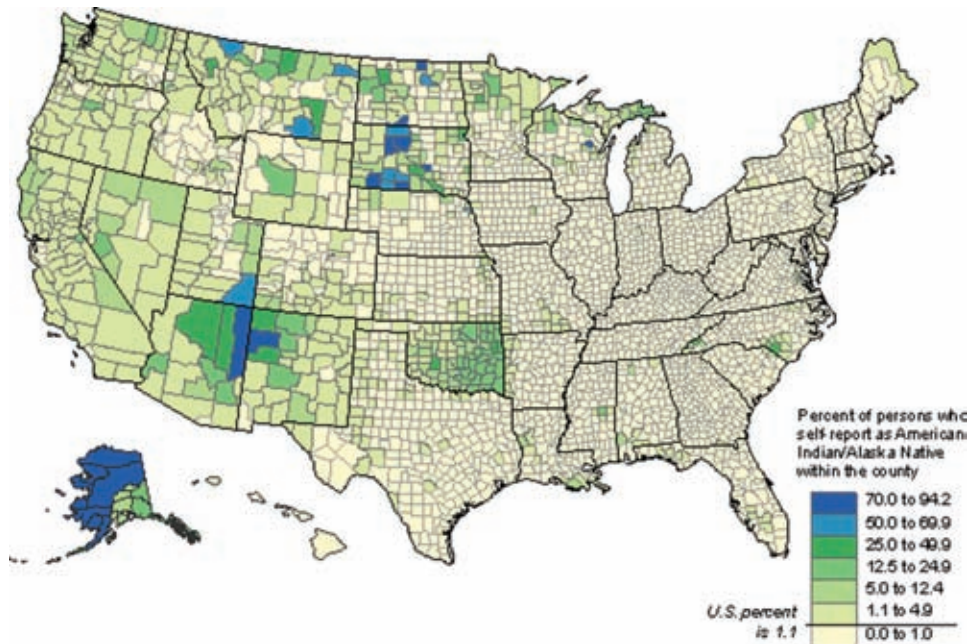 Percent of persons who
self-report as American
Indian/Alaska Native
within the county
70.0 to 94.2
50.0 to 69.9
25.0 to 49.9
12.5 to 24.9
5.0 to 12.4
1.1 to 4.9
U.S. percent
is 1.1
0.0 to 1.0